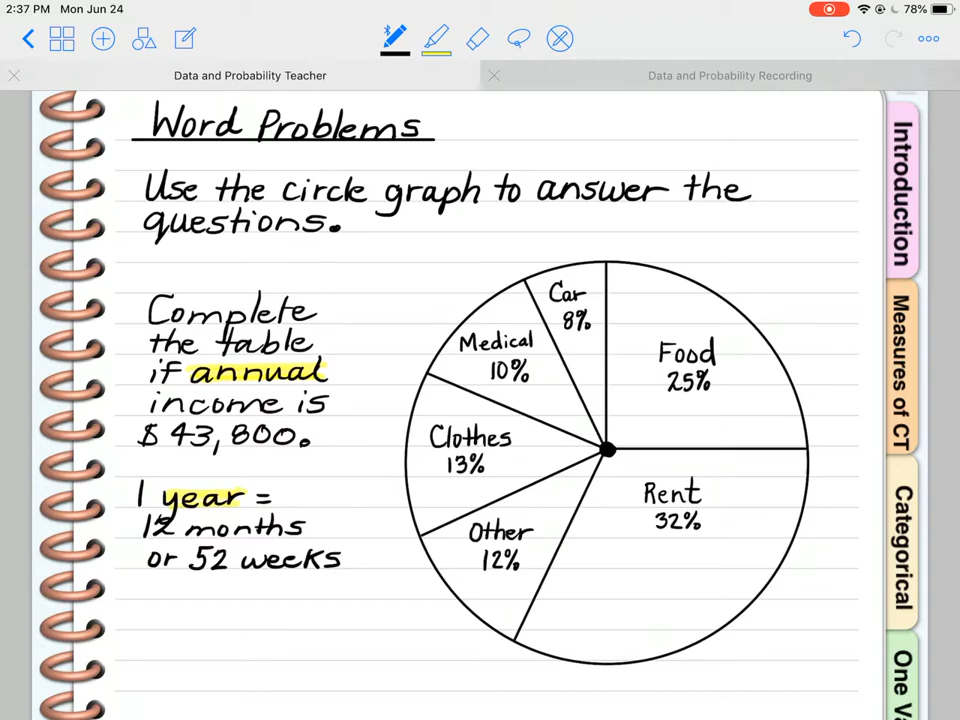 2:37 PM Mon Jun 24
78%
Data and Probability Teacher
Data and Probability Recording
Word Problems
Use the circle graph to answer the
questions.
Complete
the table
if annual
income is
$43,800.
1 year =
12 months
or 52 weeks
Car
8%
Food
25%
Medical
10%
Clothes
13%
Rent
32%
Other
12%
Introduction
Measures of CT
Categorical
One Va